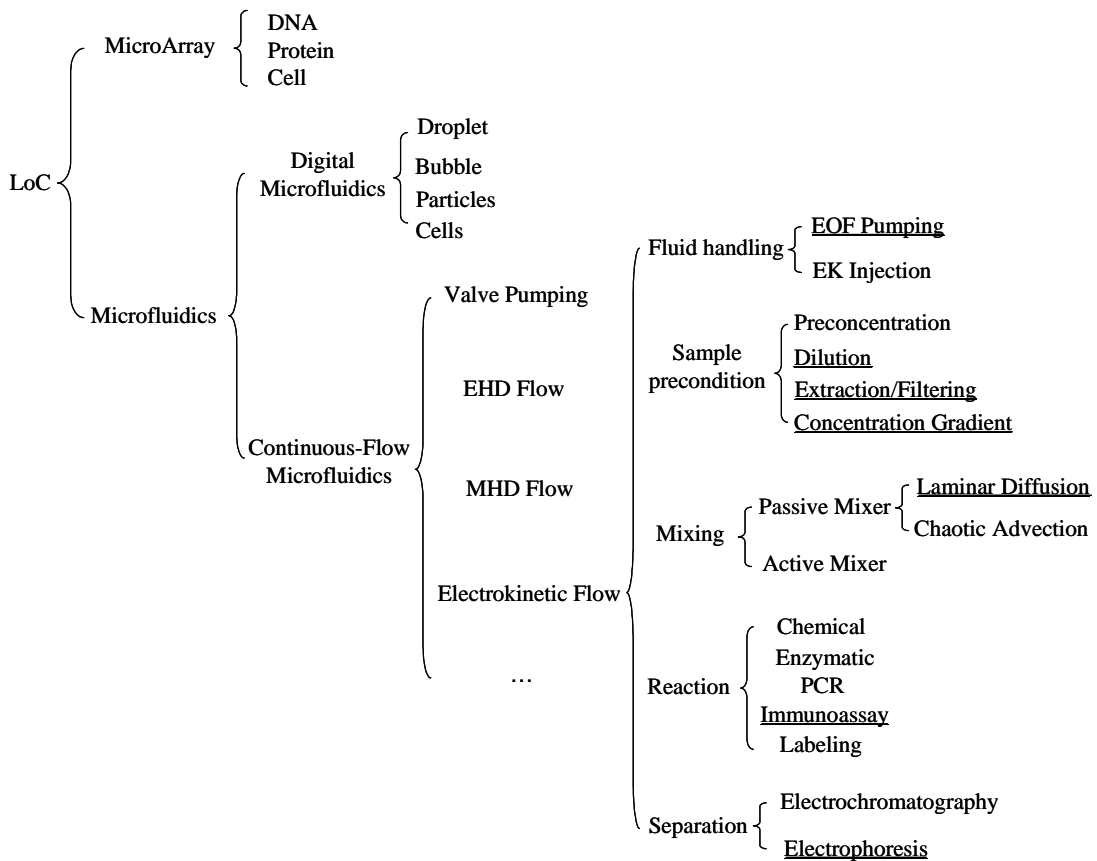 LoC
MicroArray
DNA
Protein
Cell
Microfluidics
Digital
Microfluidics
Droplet
Bubble
Particles
Cells
Continuous-Flow
Microfluidics
Valve Pumping
EHD Flow
MHD Flow
Electrokinetic Flow
…
Fluid handling
EOF Pumping
EK Injection
Sample
precondition
Preconcentration
Dilution
Extraction/Filtering
Concentration Gradient
Mixing
Passive Mixer
Laminar Diffusion
Chaotic Advection
Active Mixer
Reaction
Chemical
Enzymatic
PCR
Immunoassay
Labeling
Separation
Electrochromatography
Electrophoresis